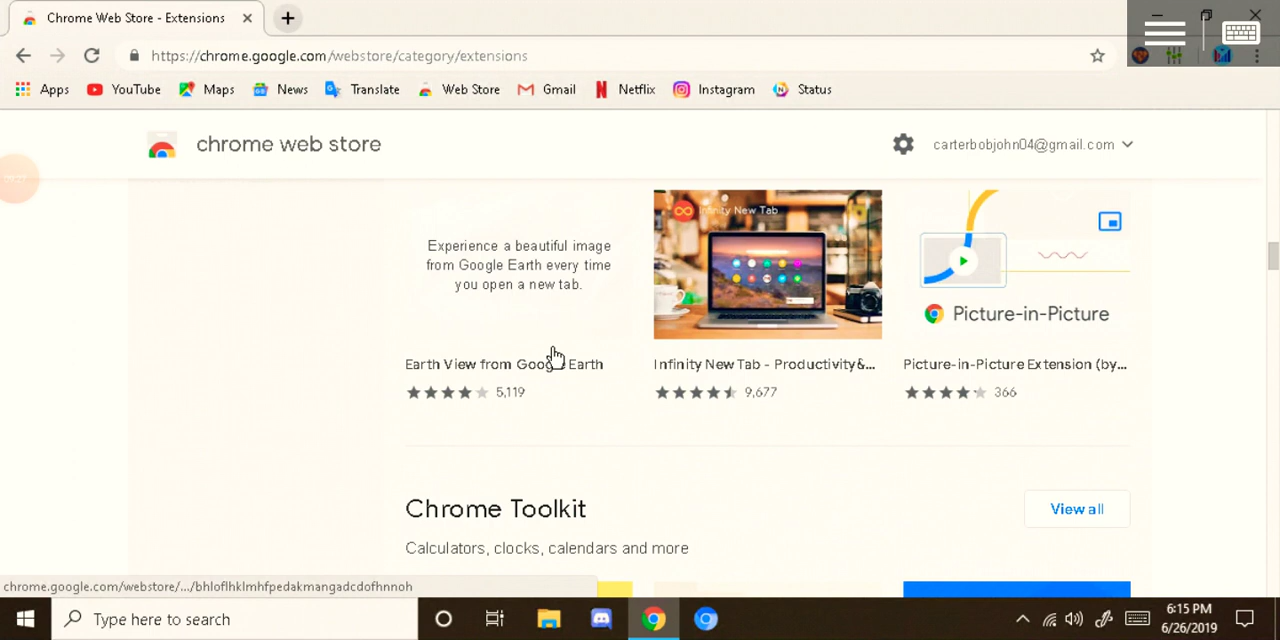 Chrome Web Store - Extensions
https://chrome.google.com/webstore/category/extensions
Apps YouTube Maps News Translate Web Store Gmail Netflix Instagram Status
chrome web store carterbobjohn04@gmail.com
Infinity New Tab
Experience a beautiful image
from Google Earth every time
you open a new tab.
Picture-in-Picture
Earth View from Google Earth Infinity New Tab - Productivity&... Picture-in-Picture Extension (by...
5,119 9,677 366
Chrome Toolkit View all
Calculators, clocks, calendars and more
chrome.google.com/webstore/.../bhloflhklmhfpedakmangadcdofhnnoh
Type here to search
6:15 PM
6/26/2019